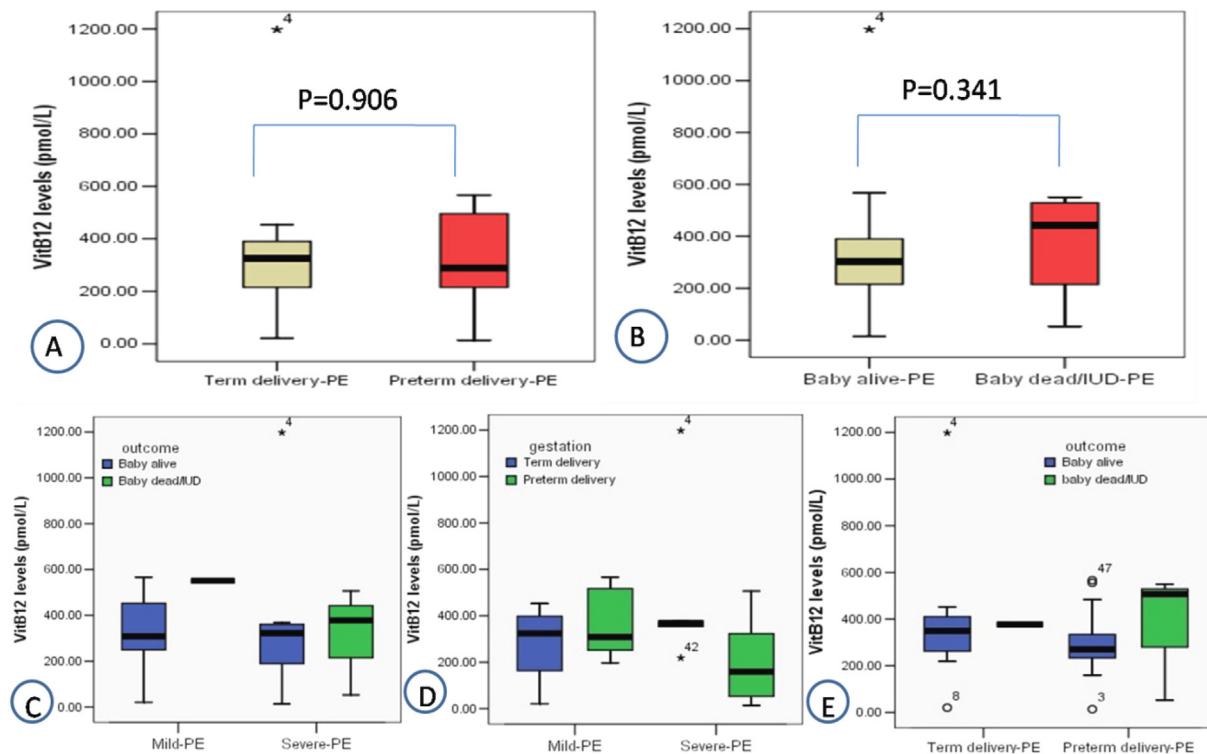 1200.00
4
1000.00
P=0.906
800.00
600.00
400.00
200.00
0.00
VitB12 levels (pmol/L)
A
Term delivery-PE
Preterm delivery-PE
1200.00
4
1000.00
P=0.341
800.00
600.00
400.00
200.00
0.00
VitB12 levels (pmol/L)
B
Baby alive-PE
Baby dead/IUD-PE
1200.00
4
outcome
Baby alive
Baby dead/IUD
1000.00
800.00
600.00
400.00
200.00
0.00
VitB12 levels (pmol/L)
C
Mild-PE
Severe-PE
1200.00
4
gestation
Term delivery
Preterm delivery
1000.00
800.00
600.00
400.00
42
200.00
0.00
VitB12 levels (pmol/L)
D
Mild-PE
Severe-PE
1200.00
4
outcome
Baby alive
baby dead/IUD
1000.00
800.00
600.00
47
400.00
200.00
8
3
0.00
VitB12 levels (pmol/L)
E
Term delivery-PE
Preterm delivery-PE